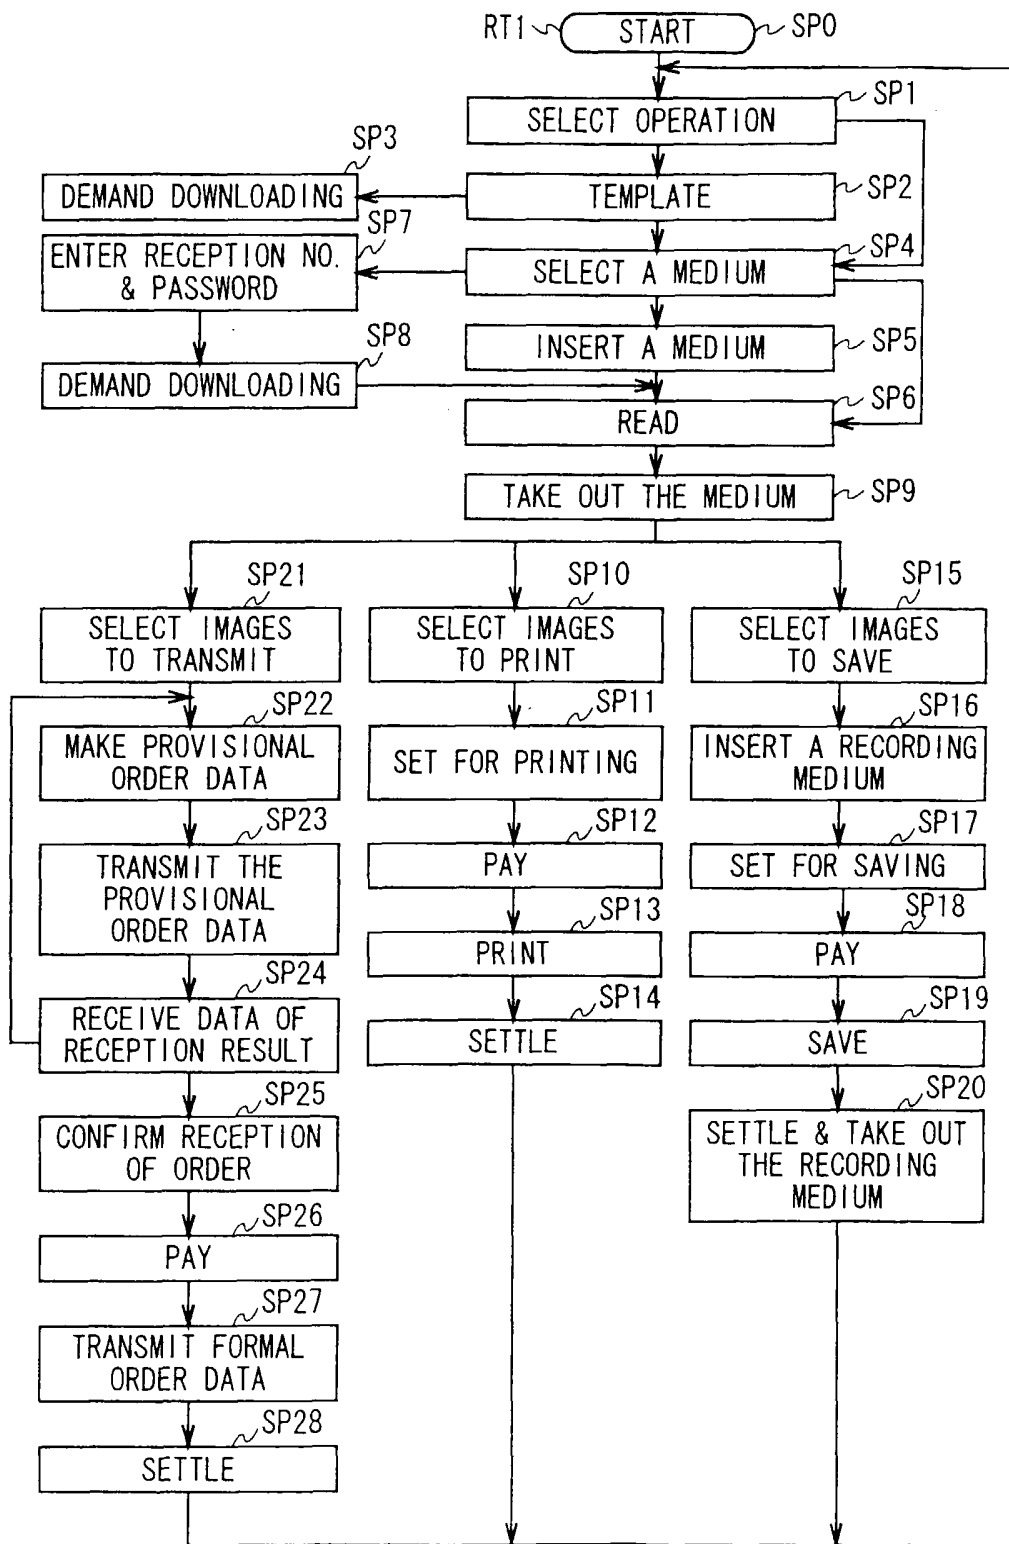 RT1
START
SP0
SP1
SELECT OPERATION
SP3
DEMAND DOWNLOADING
TEMPLATE
SP2
SP7
ENTER RECEPTION NO.
& PASSWORD
SELECT A MEDIUM
SP4
INSERT A MEDIUM
SP5
SP8
DEMAND DOWNLOADING
READ
SP6
TAKE OUT THE MEDIUM
SP9
SP21
SELECT IMAGES
TO TRANSMIT
SP22
MAKE PROVISIONAL
ORDER DATA
SP23
TRANSMIT THE
PROVISIONAL
ORDER DATA
SP24
RECEIVE DATA OF
RECEPTION RESULT
SP25
CONFIRM RECEPTION
OF ORDER
SP26
PAY
SP27
TRANSMIT FORMAL
ORDER DATA
SP28
SETTLE
SP10
SELECT IMAGES
TO PRINT
SP11
SET FOR PRINTING
SP12
PAY
SP13
PRINT
SP14
SETTLE
SP15
SELECT IMAGES
TO SAVE
SP16
INSERT A RECORDING
MEDIUM
SP17
SET FOR SAVING
SP18
PAY
SP19
SAVE
SP20
SETTLE & TAKE OUT
THE RECORDING
MEDIUM